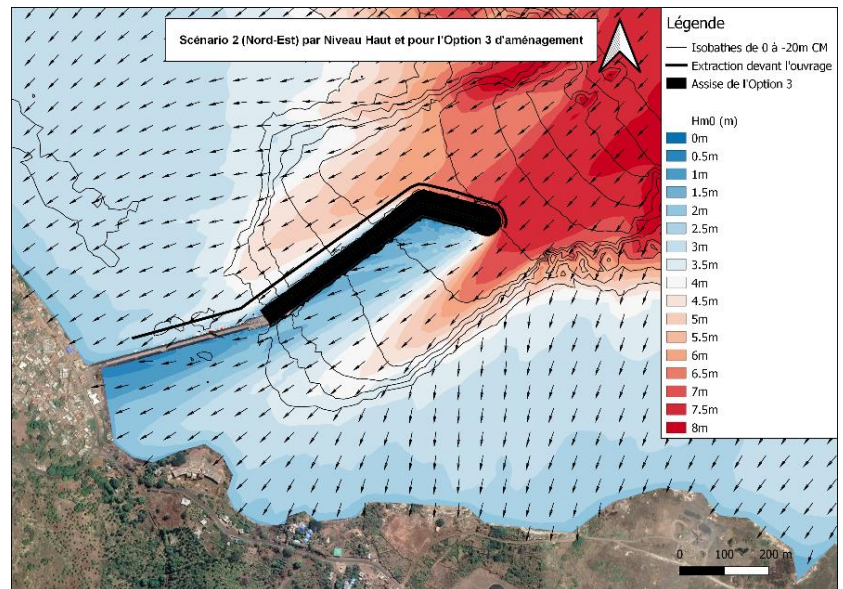 Scénario 2 (Nord-Est) par Niveau Haut et pour l'Option 3 d'aménagement
Légende
Isobathes de 0 à -20m CM
Extraction devant l'ouvrage
Assise de l'Option 3
Hm0 (m)
0m
0.5m
1m
1.5m
2m
2.5m
3m
3.5m
4m
4.5m
5m
5.5m
6m
6.5m
7m
7.5m
8m
0 100 200 m